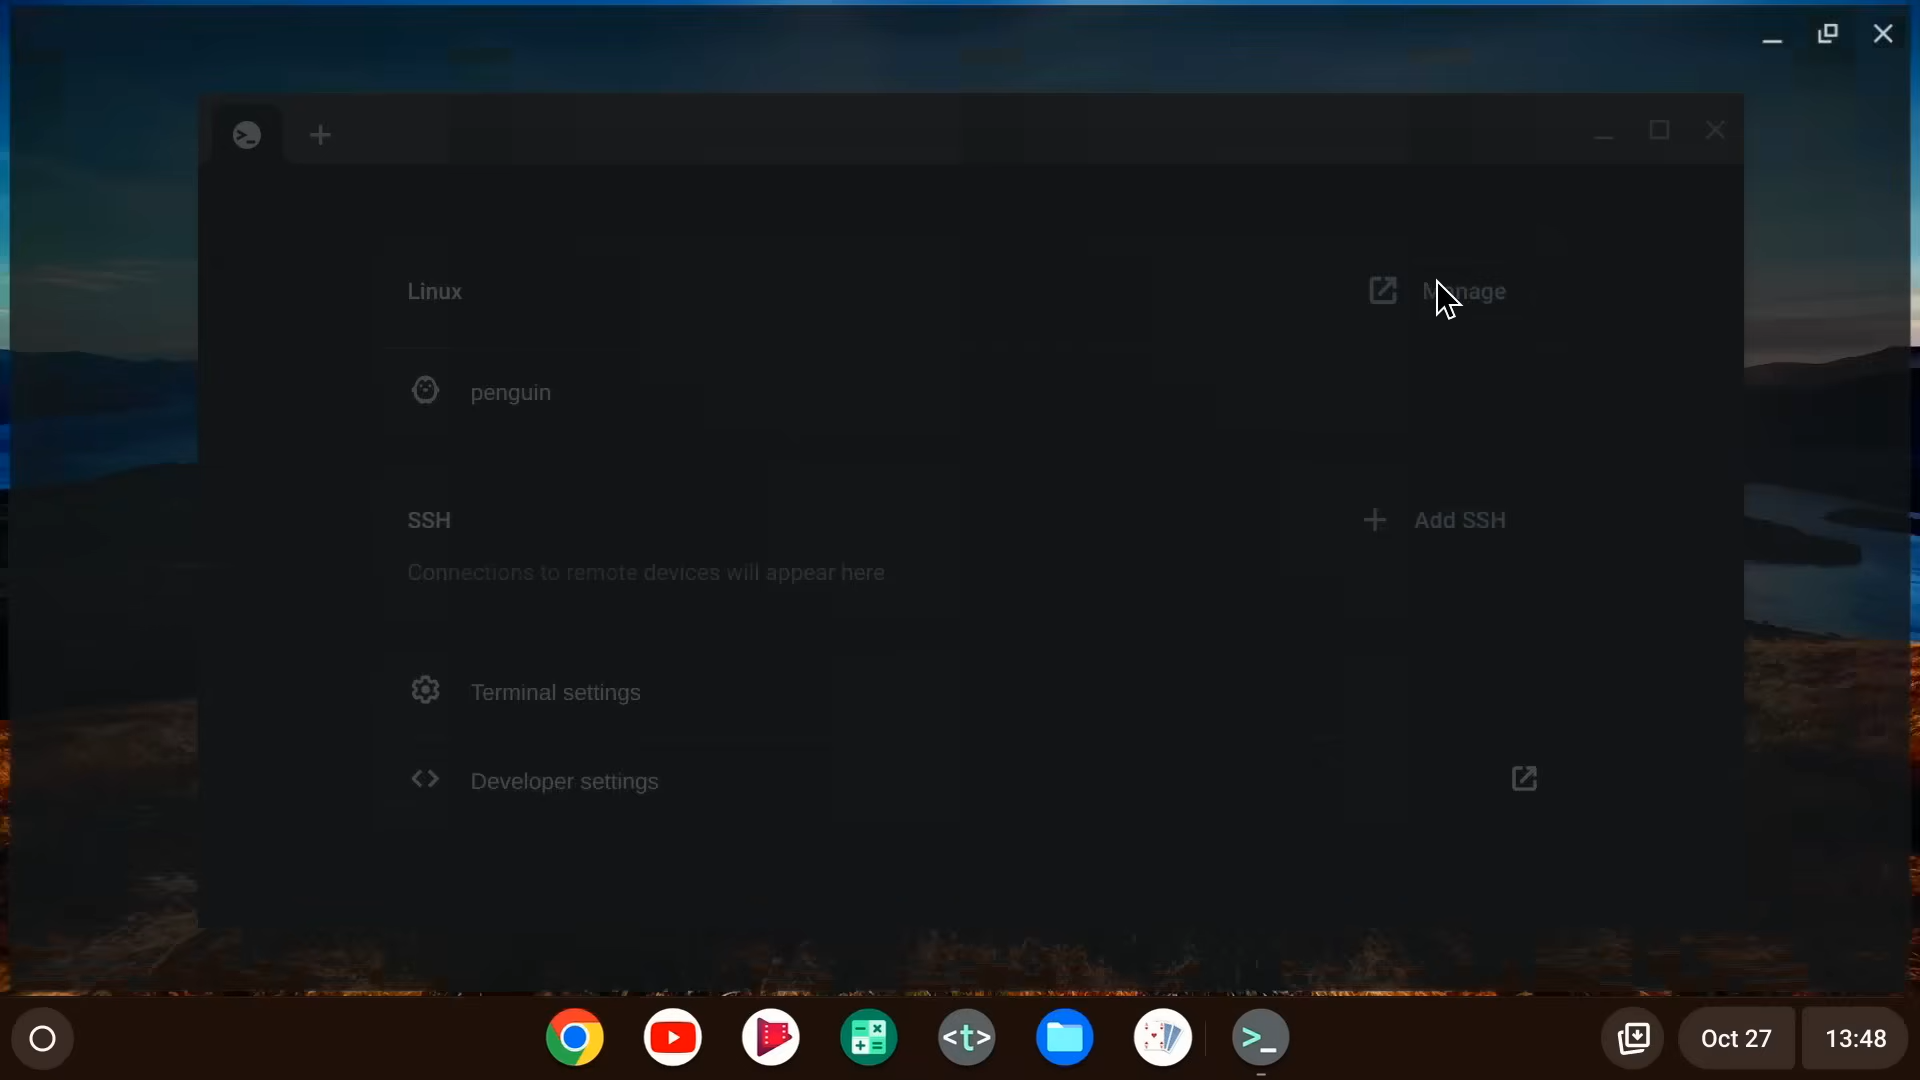 Linux
Manage
penguin
SSH
Add SSH
Connections to remote devices will appear here
Terminal settings
Developer settings
<t>
>_
Oct 27
13:48